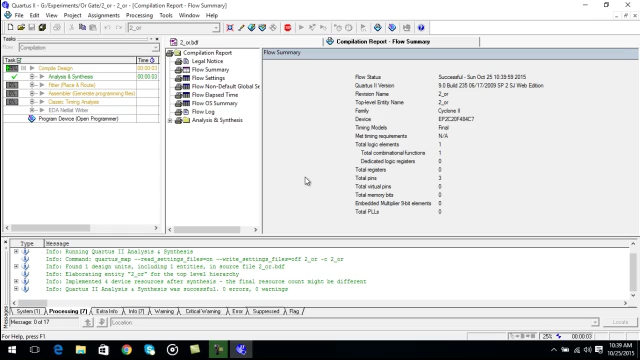 Quartus II - G:/Experiments/Or Gate/2_or - 2_or - [Compilation Report - Flow Summary]
File Edit View Project Assignments Processing Tools Window Help
2_or
Tasks
Flow: Compilation
Task
Time
Compile Design 00:00:03
Analysis & Synthesis 00:00:03
Fitter (Place & Route)
Assembler (Generate programming files)
Classic Timing Analysis
EDA Netlist Writer
Program Device (Open Programmer)
2_or.bdf
Compilation Report - Flow Summary
Compilation Report
Legal Notice
Flow Summary
Flow Settings
Flow Non-Default Global Se
Flow Elapsed Time
Flow OS Summary
Flow Log
Analysis & Synthesis
Flow Summary
Flow Status Successful - Sun Oct 25 10:39:59 2015
Quartus II Version 9.0 Build 235 06/17/2009 SP 2 SJ Web Edition
Revision Name 2_or
Top-level Entity Name 2_or
Family Cyclone II
Device EP2C20F484C7
Timing Models Final
Met timing requirements N/A
Total logic elements 1
Total combinational functions 1
Dedicated logic registers 0
Total registers 0
Total pins 3
Total virtual pins 0
Total memory bits 0
Embedded Multiplier 9-bit elements 0
Total PLLs 0
Type Message
Info: Running Quartus II Analysis & Synthesis
Info: Command: quartus_map --read_settings_files=on --write_settings_files=off 2_or -c 2_or
Info: Found 1 design units, including 1 entities, in source file 2_or.bdf
Info: Elaborating entity "2_or" for the top level hierarchy
Info: Implemented 4 device resources after synthesis - the final resource count might be different
Info: Quartus II Analysis & Synthesis was successful. 0 errors, 0 warnings
System (1) Processing (7) Extra Info Info (7) Warning Critical Warning Error Suppressed Flag
Messages
Message: 0 of 17
Location:
Locate
For Help, press F1
25% 00:00:03
10:39 AM
10/25/2015